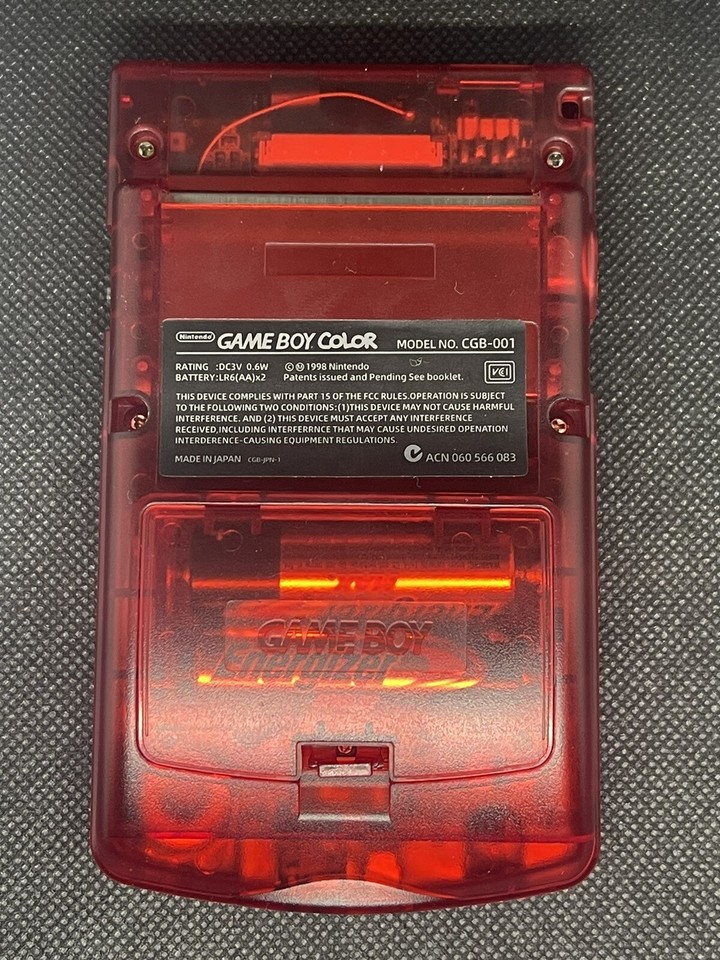 Nintendo GAME BOY COLOR MODEL NO. CGB-001
RATING :DC3V 0.6W © Ⓜ 1998 Nintendo
BATTERY:LR6(AA)x2 Patents issued and Pending See booklet.
VCI
THIS DEVICE COMPLIES WITH PART 15 OF THE FCC RULES.OPERATION IS SUBJECT
TO THE FOLLOWING TWO CONDITIONS:(1)THIS DEVICE MAY NOT CAUSE HARMFUL
INTERFERENCE. AND (2) THIS DEVICE MUST ACCEPT ANY INTERFERENCE
RECEIVED,INCLUDING INTERFERRNCE THAT MAY CAUSE UNDESIRED OPENATION
INTERDERENCE-CAUSING EQUIPMENT REGULATIONS.
MADE IN JAPAN CGB-JPN-1 ACN 060 566 083
GAME BOY
Energizer